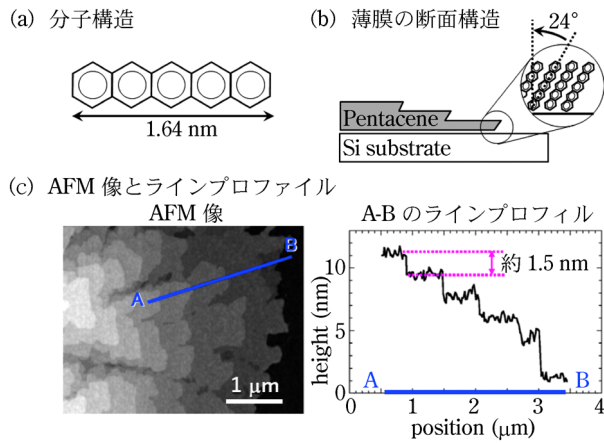 (a) 分子構造
1.64 nm
(b) 薄膜の断面構造
24°
Pentacene
Si substrate
(c) AFM 像とラインプロファイル
AFM 像
A
B
1 μm
A-B のラインプロフィル
約 1.5 nm
height (nm)
10
5
0
A
B
0 1 2 3 4
position (μm)